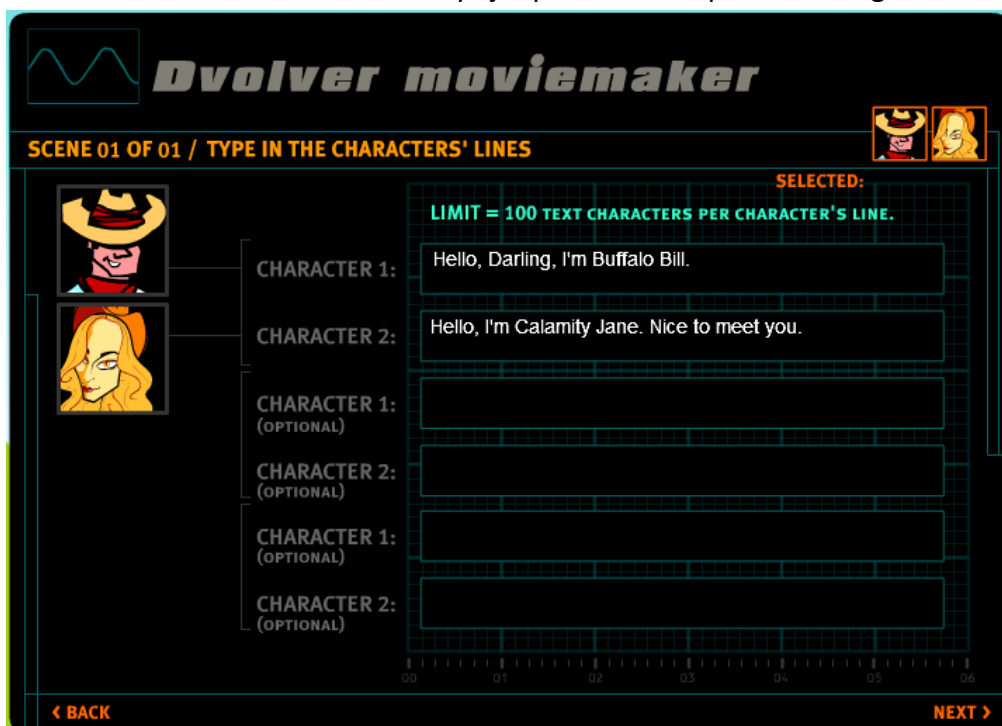 Dvolver moviemaker
SCENE 01 OF 01 / TYPE IN THE CHARACTERS' LINES
SELECTED:
LIMIT = 100 TEXT CHARACTERS PER CHARACTER'S LINE.
CHARACTER 1: Hello, Darling, I'm Buffalo Bill.
CHARACTER 2: Hello, I'm Calamity Jane. Nice to meet you.
CHARACTER 1:
(OPTIONAL)
CHARACTER 2:
(OPTIONAL)
CHARACTER 1:
(OPTIONAL)
CHARACTER 2:
(OPTIONAL)
00 01 02 03 04 05 06
< BACK NEXT >